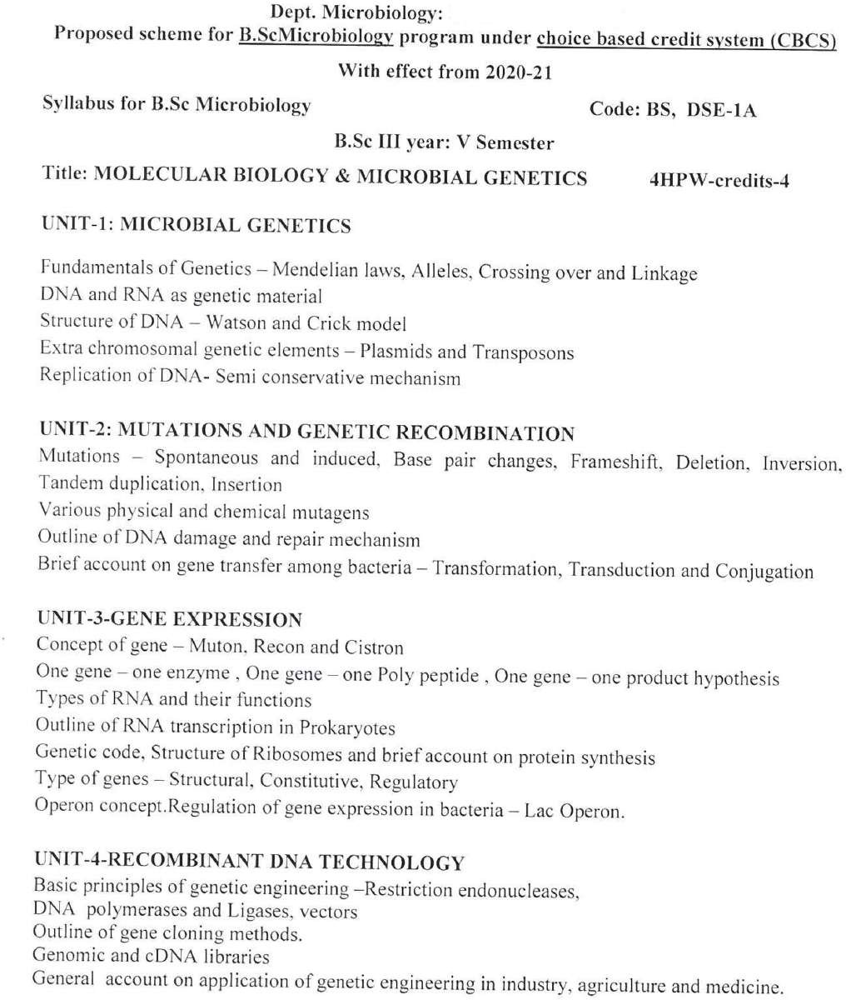 Dept. Microbiology:
Proposed scheme for B.ScMicrobiology program under choice based credit system (CBCS)
With effect from 2020-21
Syllabus for B.Sc Microbiology Code: BS, DSE-1A
B.Sc III year: V Semester
Title: MOLECULAR BIOLOGY & MICROBIAL GENETICS 4HPW-credits-4
UNIT-1: MICROBIAL GENETICS
Fundamentals of Genetics – Mendelian laws, Alleles, Crossing over and Linkage
DNA and RNA as genetic material
Structure of DNA – Watson and Crick model
Extra chromosomal genetic elements – Plasmids and Transposons
Replication of DNA- Semi conservative mechanism
UNIT-2: MUTATIONS AND GENETIC RECOMBINATION
Mutations – Spontaneous and induced, Base pair changes, Frameshift, Deletion, Inversion,
Tandem duplication, Insertion
Various physical and chemical mutagens
Outline of DNA damage and repair mechanism
Brief account on gene transfer among bacteria – Transformation, Transduction and Conjugation
UNIT-3-GENE EXPRESSION
Concept of gene – Muton, Recon and Cistron
One gene – one enzyme , One gene – one Poly peptide , One gene – one product hypothesis
Types of RNA and their functions
Outline of RNA transcription in Prokaryotes
Genetic code, Structure of Ribosomes and brief account on protein synthesis
Type of genes – Structural, Constitutive, Regulatory
Operon concept.Regulation of gene expression in bacteria – Lac Operon.
UNIT-4-RECOMBINANT DNA TECHNOLOGY
Basic principles of genetic engineering –Restriction endonucleases,
DNA polymerases and Ligases, vectors
Outline of gene cloning methods.
Genomic and cDNA libraries
General account on application of genetic engineering in industry, agriculture and medicine.